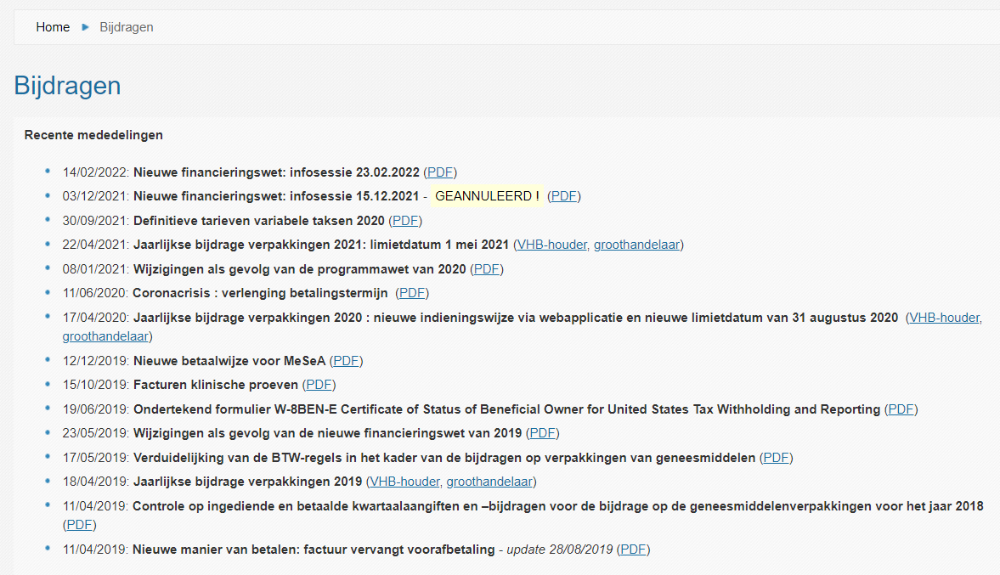 Home Bijdragen
Bijdragen
Recente mededelingen
14/02/2022: Nieuwe financieringswet: infosessie 23.02.2022 (PDF)
03/12/2021: Nieuwe financieringswet: infosessie 15.12.2021 - GEANNULEERD ! (PDF)
30/09/2021: Definitieve tarieven variabele taksen 2020 (PDF)
22/04/2021: Jaarlijkse bijdrage verpakkingen 2021: limietdatum 1 mei 2021 (VHB-houder, groothandelaar)
08/01/2021: Wijzigingen als gevolg van de programmawet van 2020 (PDF)
11/06/2020: Coronacrisis : verlenging betalingstermijn (PDF)
17/04/2020: Jaarlijkse bijdrage verpakkingen 2020 : nieuwe indieningswijze via webapplicatie en nieuwe limietdatum van 31 augustus 2020 (VHB-houder,
groothandelaar)
12/12/2019: Nieuwe betaalwijze voor MeSeA (PDF)
15/10/2019: Facturen klinische proeven (PDF)
19/06/2019: Ondertekend formulier W-8BEN-E Certificate of Status of Beneficial Owner for United States Tax Withholding and Reporting (PDF)
23/05/2019: Wijzigingen als gevolg van de nieuwe financieringswet van 2019 (PDF)
17/05/2019: Verduidelijking van de BTW-regels in het kader van de bijdragen op verpakkingen van geneesmiddelen (PDF)
18/04/2019: Jaarlijkse bijdrage verpakkingen 2019 (VHB-houder, groothandelaar)
11/04/2019: Controle op ingediende en betaalde kwartaalaangiften en –bijdragen voor de bijdrage op de geneesmiddelenverpakkingen voor het jaar 2018
(PDF)
11/04/2019: Nieuwe manier van betalen: factuur vervangt voorafbetaling - update 28/08/2019 (PDF)